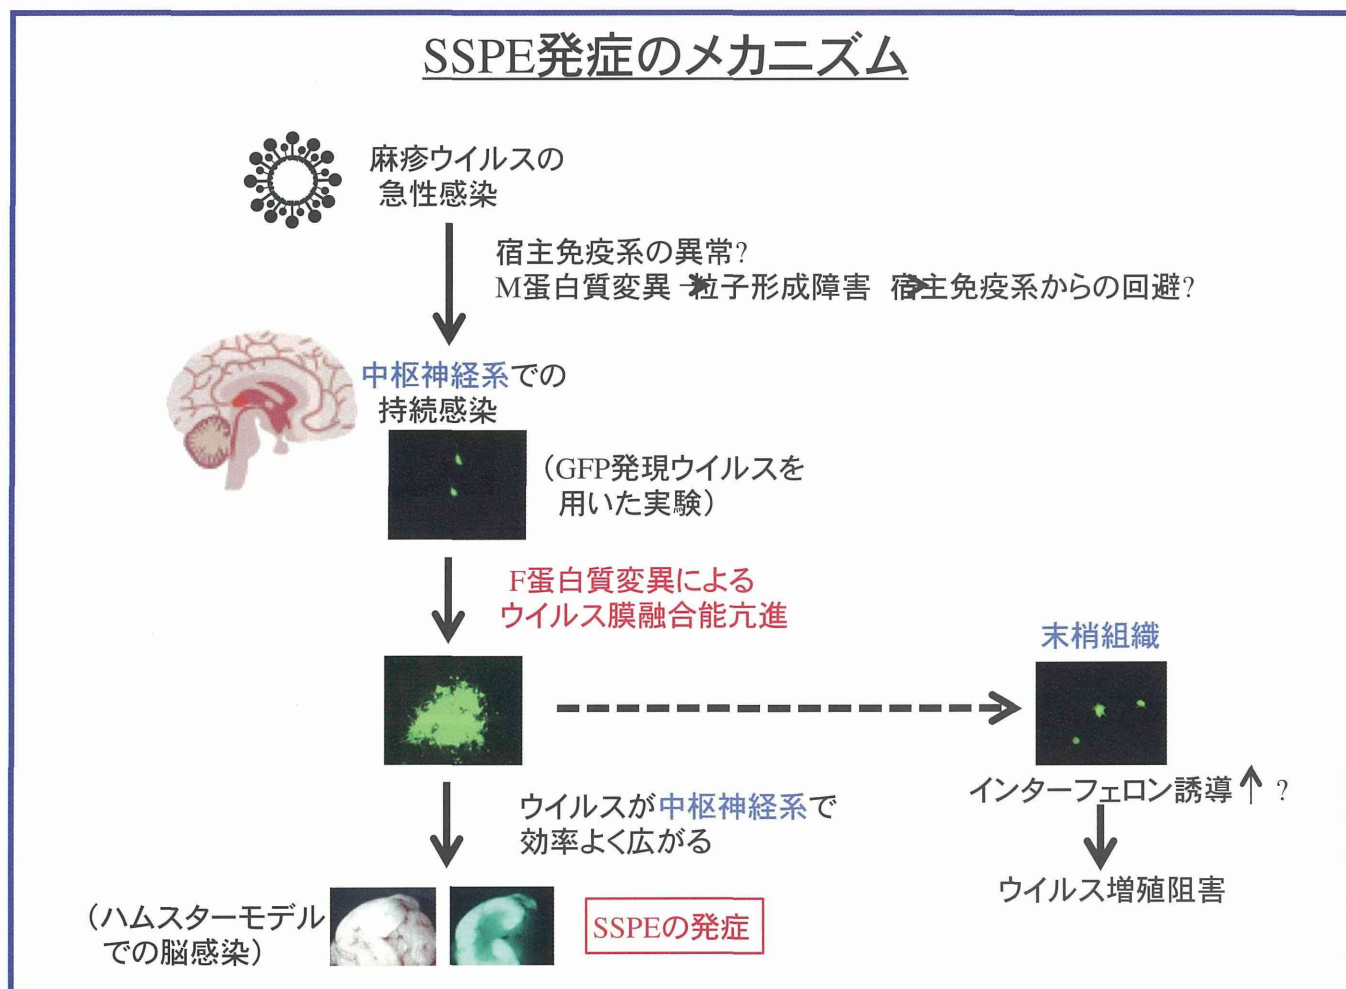 SSPE発症のメカニズム
麻疹ウイルスの
急性感染
宿主免疫系の異常?
M蛋白質変異→粒子形成障害→宿主免疫系からの回避?
中枢神経系での
持続感染
(GFP発現ウイルスを
用いた実験)
F蛋白質変異による
ウイルス膜融合能亢進
末梢組織
インターフェロン誘導↑?
ウイルスが中枢神経系で
効率よく広がる
ウイルス増殖阻害
(ハムスターモデル
での脳感染)
SSPEの発症